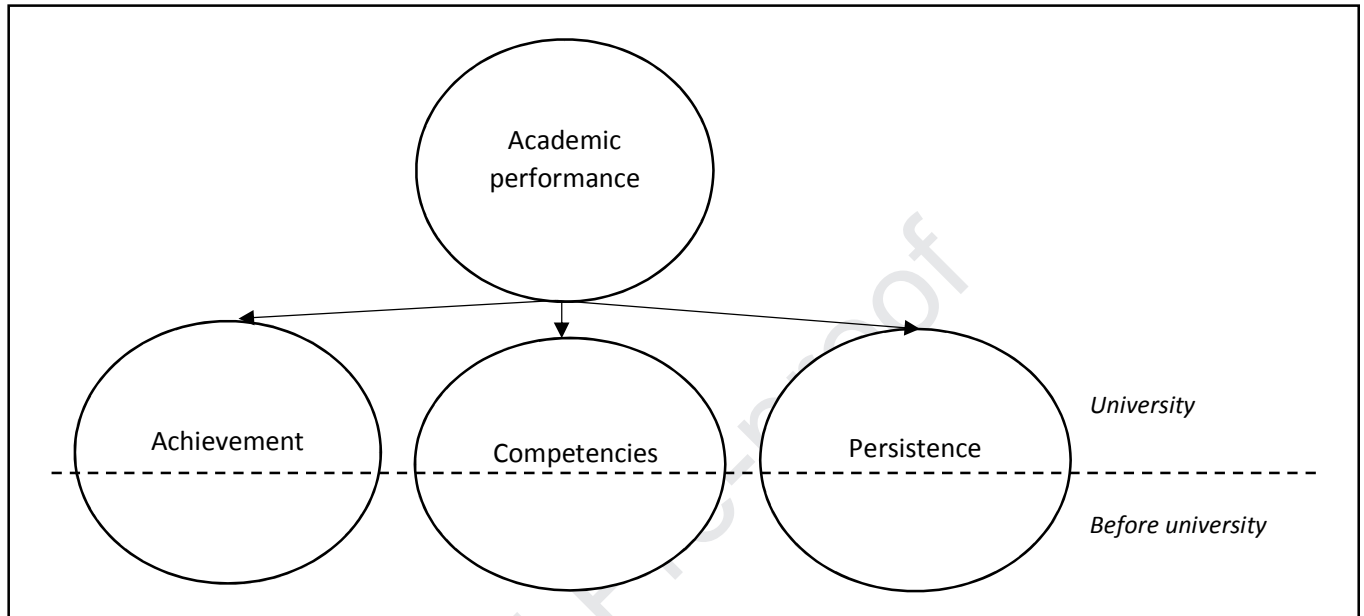 Academic
performance
Achievement
Competencies
Persistence
University
Before university